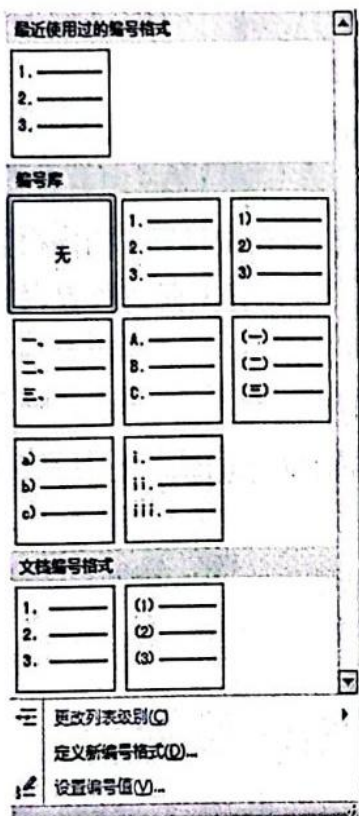 最近使用过的编号格式
1.
2.
3.
编号库
无
1.
2.
3.
1)
2)
3)
一、
二、
三、
A.
B.
C.
(一)
(二)
(三)
a)
b)
c)
i.
ii.
iii.
文档编号格式
1.
2.
3.
(1)
(2)
(3)
更改列表级别(C)
定义新编号格式(D)...
设置编号值(V)...